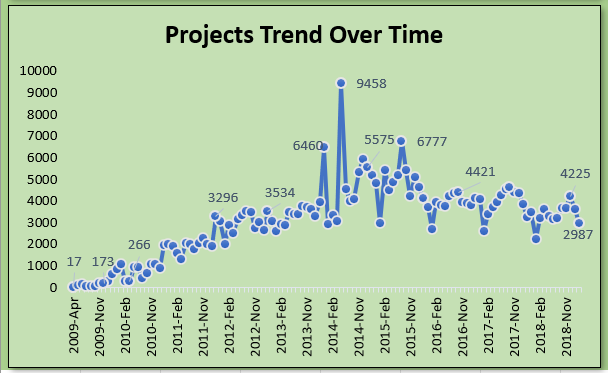 Projects Trend Over Time
10000
9000
8000
7000
6000
5000
4000
3000
2000
1000
0
17
173
266
3296
3534
6460
9458
5575
6777
4421
4225
2987
2009-Apr
2009-Nov
2010-Feb
2010-Nov
2011-Feb
2011-Nov
2012-Feb
2012-Nov
2013-Feb
2013-Nov
2014-Feb
2014-Nov
2015-Feb
2015-Nov
2016-Feb
2016-Nov
2017-Feb
2017-Nov
2018-Feb
2018-Nov